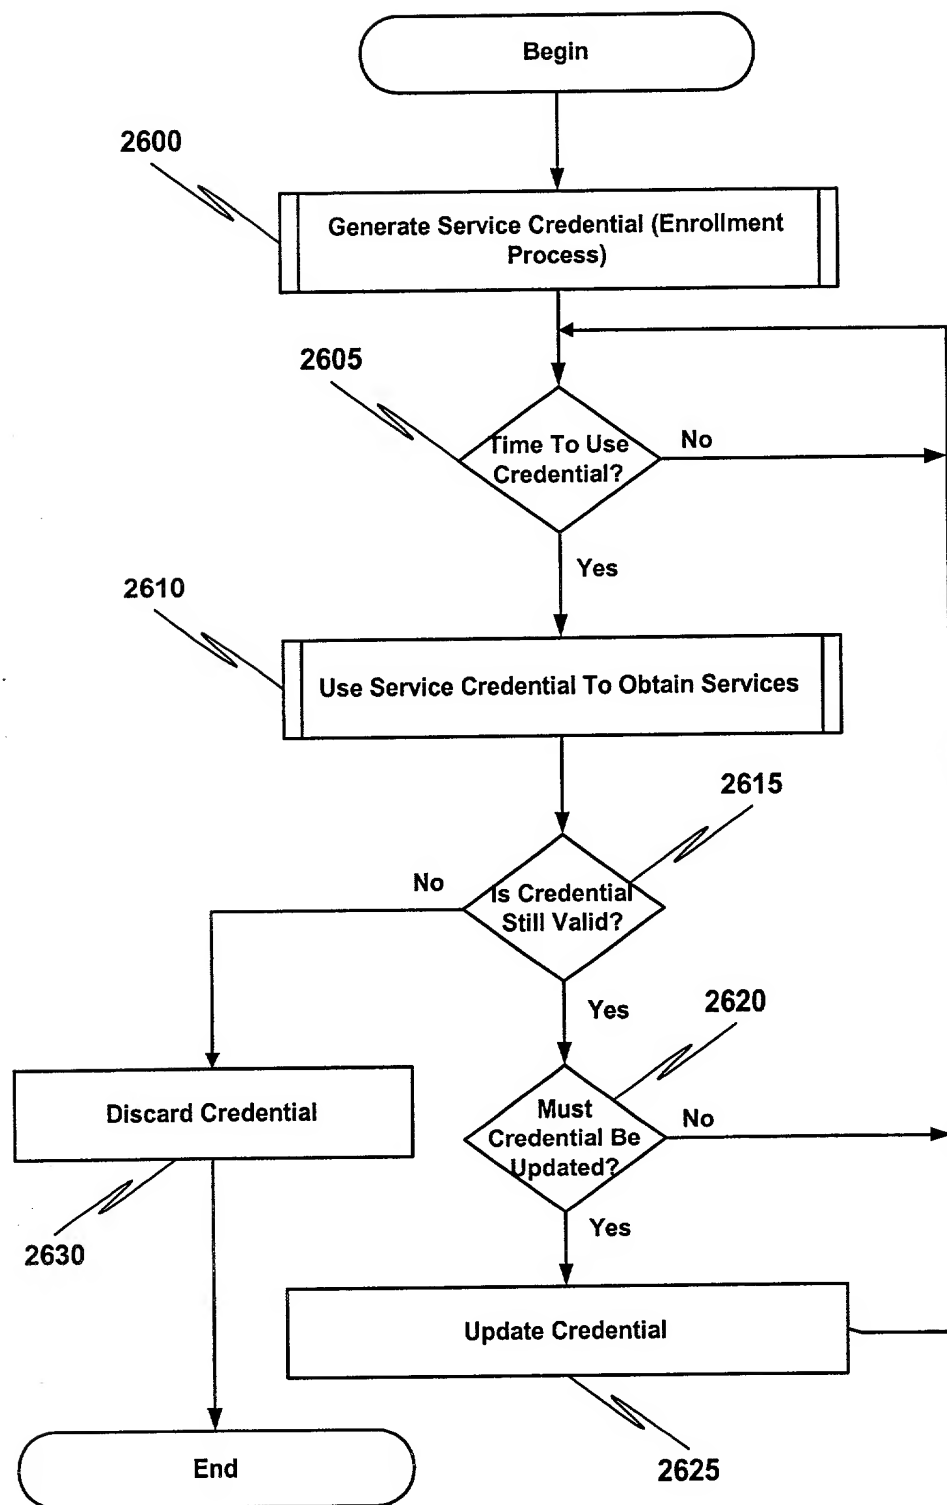 Begin
2600
Generate Service Credential (Enrollment
Process)
2605
Time To Use
Credential?
No
Yes
2610
Use Service Credential To Obtain Services
2615
No
Is Credential
Still Valid?
Yes
2620
Discard Credential
Must
Credential Be
Updated?
No
2630
Yes
Update Credential
End
2625